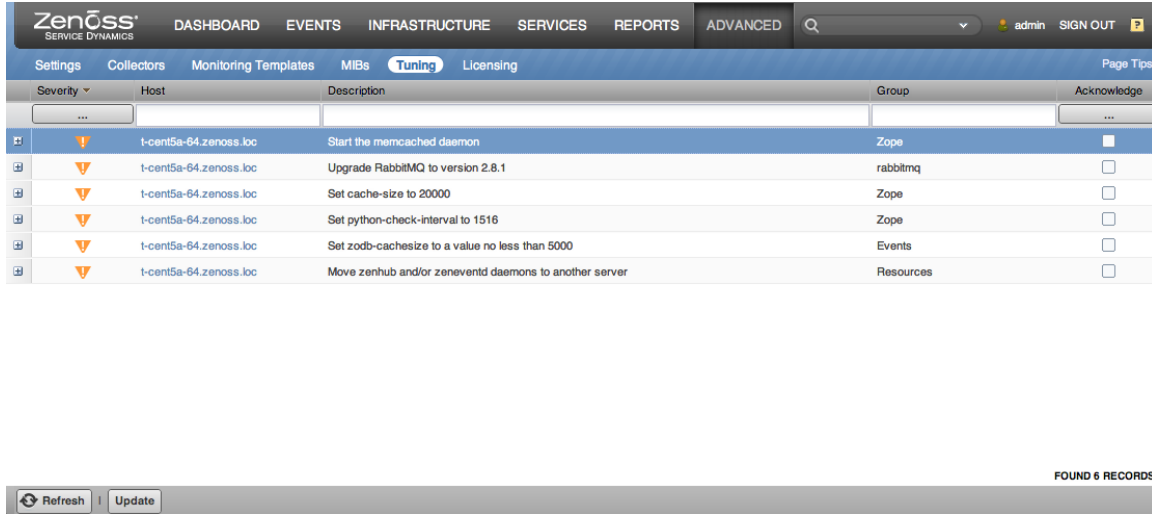 Zenoss DASHBOARD EVENTS INFRASTRUCTURE SERVICES REPORTS ADVANCED admin SIGN OUT ?
SERVICE DYNAMICS
Settings Collectors Monitoring Templates MIBs Tuning Licensing Page Tips
Severity Host Description Group Acknowledge
... ...
t-cent5a-64.zenoss.loc Start the memcached daemon Zope
t-cent5a-64.zenoss.loc Upgrade RabbitMQ to version 2.8.1 rabbitmq
t-cent5a-64.zenoss.loc Set cache-size to 20000 Zope
t-cent5a-64.zenoss.loc Set python-check-interval to 1516 Zope
t-cent5a-64.zenoss.loc Set zodb-cachesize to a value no less than 5000 Events
t-cent5a-64.zenoss.loc Move zenhub and/or zeneventd daemons to another server Resources
FOUND 6 RECORDS
Refresh | Update